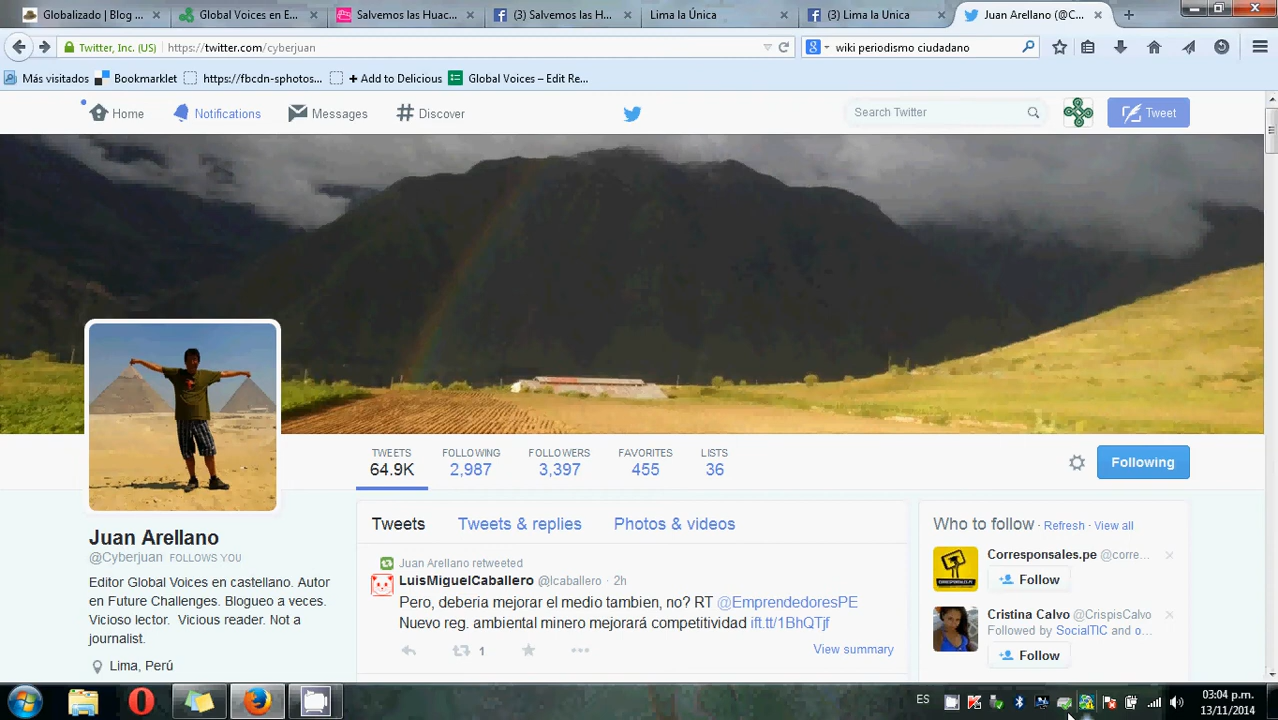 Globalizado | Blog ...
Global Voices en E...
Salvemos las Huac...
(3) Salvemos las H...
Lima la Única
(3) Lima la Unica
Juan Arellano (@C...
Twitter, Inc. (US)
https://twitter.com/cyberjuan
wiki periodismo ciudadano
Más visitados
Bookmarklet
https://fbcdn-sphotos...
+ Add to Delicious
Global Voices – Edit Re...
Home
Notifications
Messages
Discover
Search Twitter
Tweet
TWEETS
64.9K
FOLLOWING
2,987
FOLLOWERS
3,397
FAVORITES
455
LISTS
36
Following
Juan Arellano
@Cyberjuan FOLLOWS YOU
Editor Global Voices en castellano. Autor
en Future Challenges. Blogueo a veces.
Vicioso lector. Vicious reader. Not a
journalist.
Lima, Perú
Tweets
Tweets & replies
Photos & videos
Juan Arellano retweeted
LuisMiguelCaballero @lcaballero · 2h
Pero, deberia mejorar el medio tambien, no? RT @EmprendedoresPE
Nuevo reg. ambiental minero mejorará competitividad ift.tt/1BhQTjf
1
View summary
Who to follow · Refresh · View all
Corresponsales.pe @corre...
Follow
Cristina Calvo @CrispisCalvo
Followed by SocialTIC and o...
Follow
ES
03:04 p.m.
13/11/2014